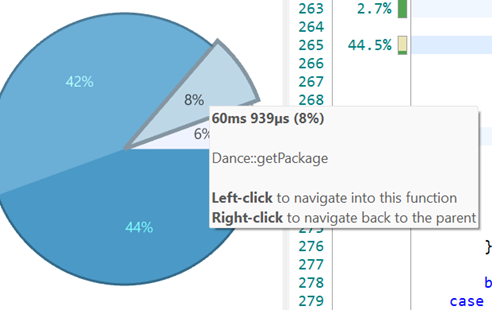 42%
8%
6%
44%
60ms 939µs (8%)
Dance::getPackage
Left-click to navigate into this function
Right-click to navigate back to the parent
263 2.7%
264
265 44.5%
266
267
268
275
276 }
277
278 b
279 case